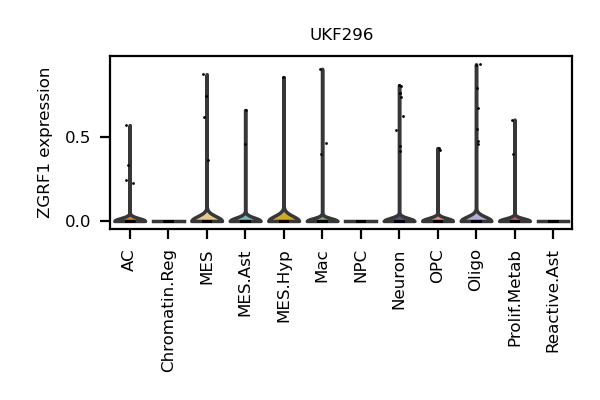 UKF296
ZGRF1 expression
0.5
0.0
AC
Chromatin.Reg
MES
MES.Ast
MES.Hyp
Mac
NPC
Neuron
OPC
Oligo
Prolif.Metab
Reactive.Ast